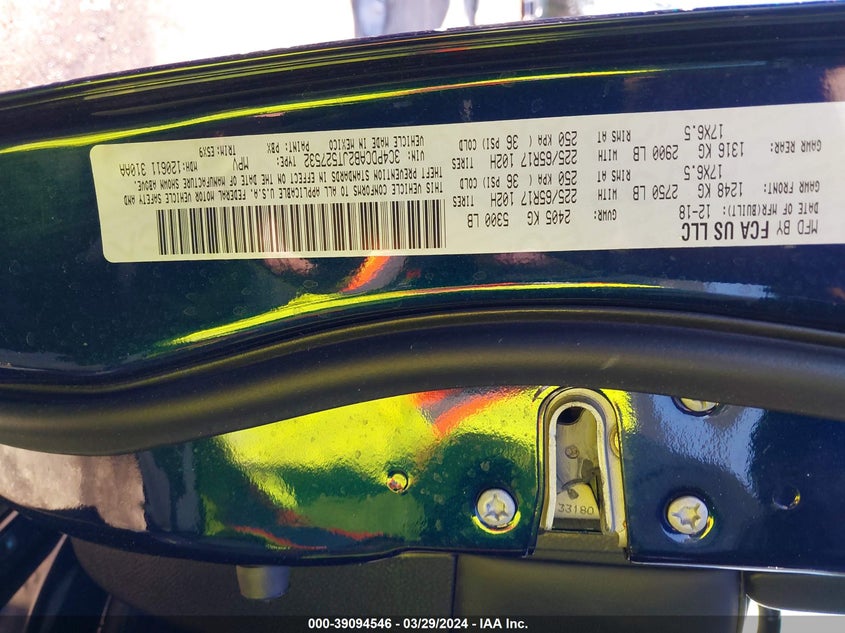 MFD BY FCA US LLC
DATE OF MFR(BUILT): 12-18 GVWR: 2405 KG 5300 LB
GAWR FRONT: 1248 KG 2750 LB WITH 225/65R17 102H TIRES
17X6.5 RIMS AT 250 KPA ( 36 PSI) COLD
GAWR REAR: 1316 KG 2900 LB WITH 225/65R17 102H TIRES
17X6.5 RIMS AT 250 KPA ( 36 PSI) COLD
THIS VEHICLE CONFORMS TO ALL APPLICABLE U.S.A. FEDERAL MOTOR VEHICLE SAFETY AND
THEFT PREVENTION STANDARDS IN EFFECT ON THE DATE OF MANUFACTURE SHOWN ABOVE.
VIN: 3C4PDCAB2JT527532 TYPE: MPV MDH:120611 310AA
VEHICLE MADE IN MEXICO PAINT: PBX TRIM: E5X9
33180
000-39094546 - 03/29/2024 - IAA Inc.